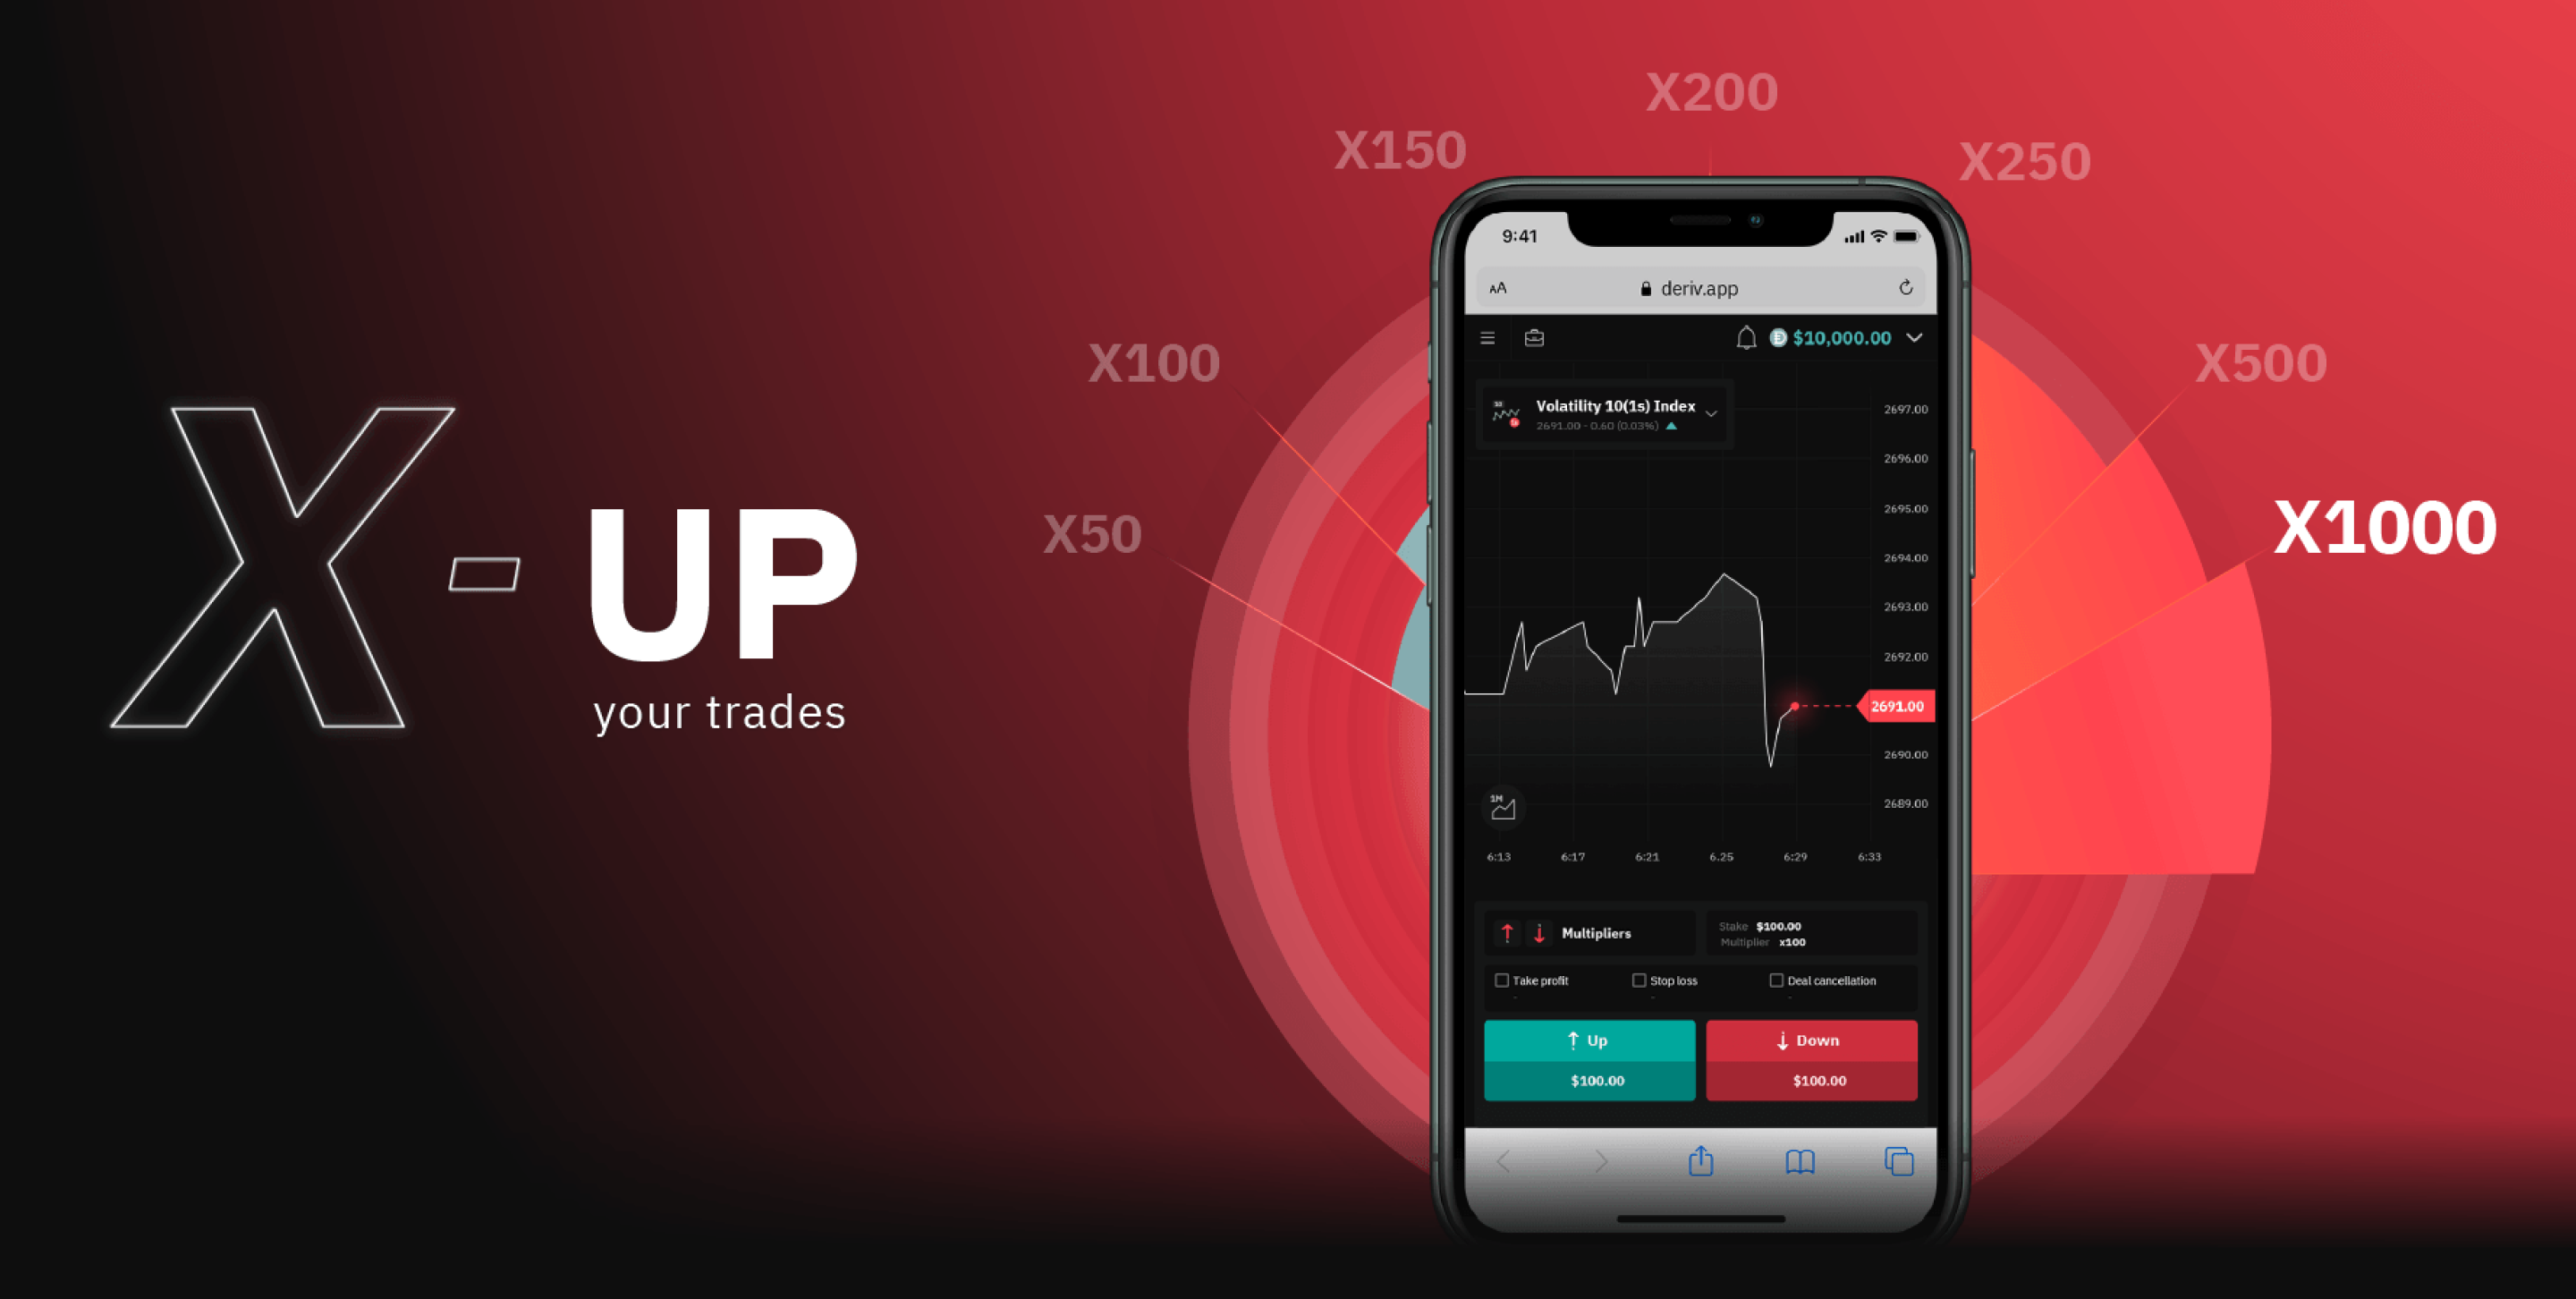 X-UP
your trades
X50
X100
X150
X200
X250
X500
X1000
9:41
AA deriv.app
$10,000.00
10
1s
Volatility 10(1s) Index
2691.00 - 0.60 (0.03%)
2697.00
2696.00
2695.00
2694.00
2693.00
2692.00
2691.00
2690.00
2689.00
1M
6:13 6:17 6:21 6.25 6:29 6:33
Multipliers
Stake $100.00
Multiplier x100
Take profit Stop loss Deal cancellation
- - -
Up Down
$100.00 $100.00